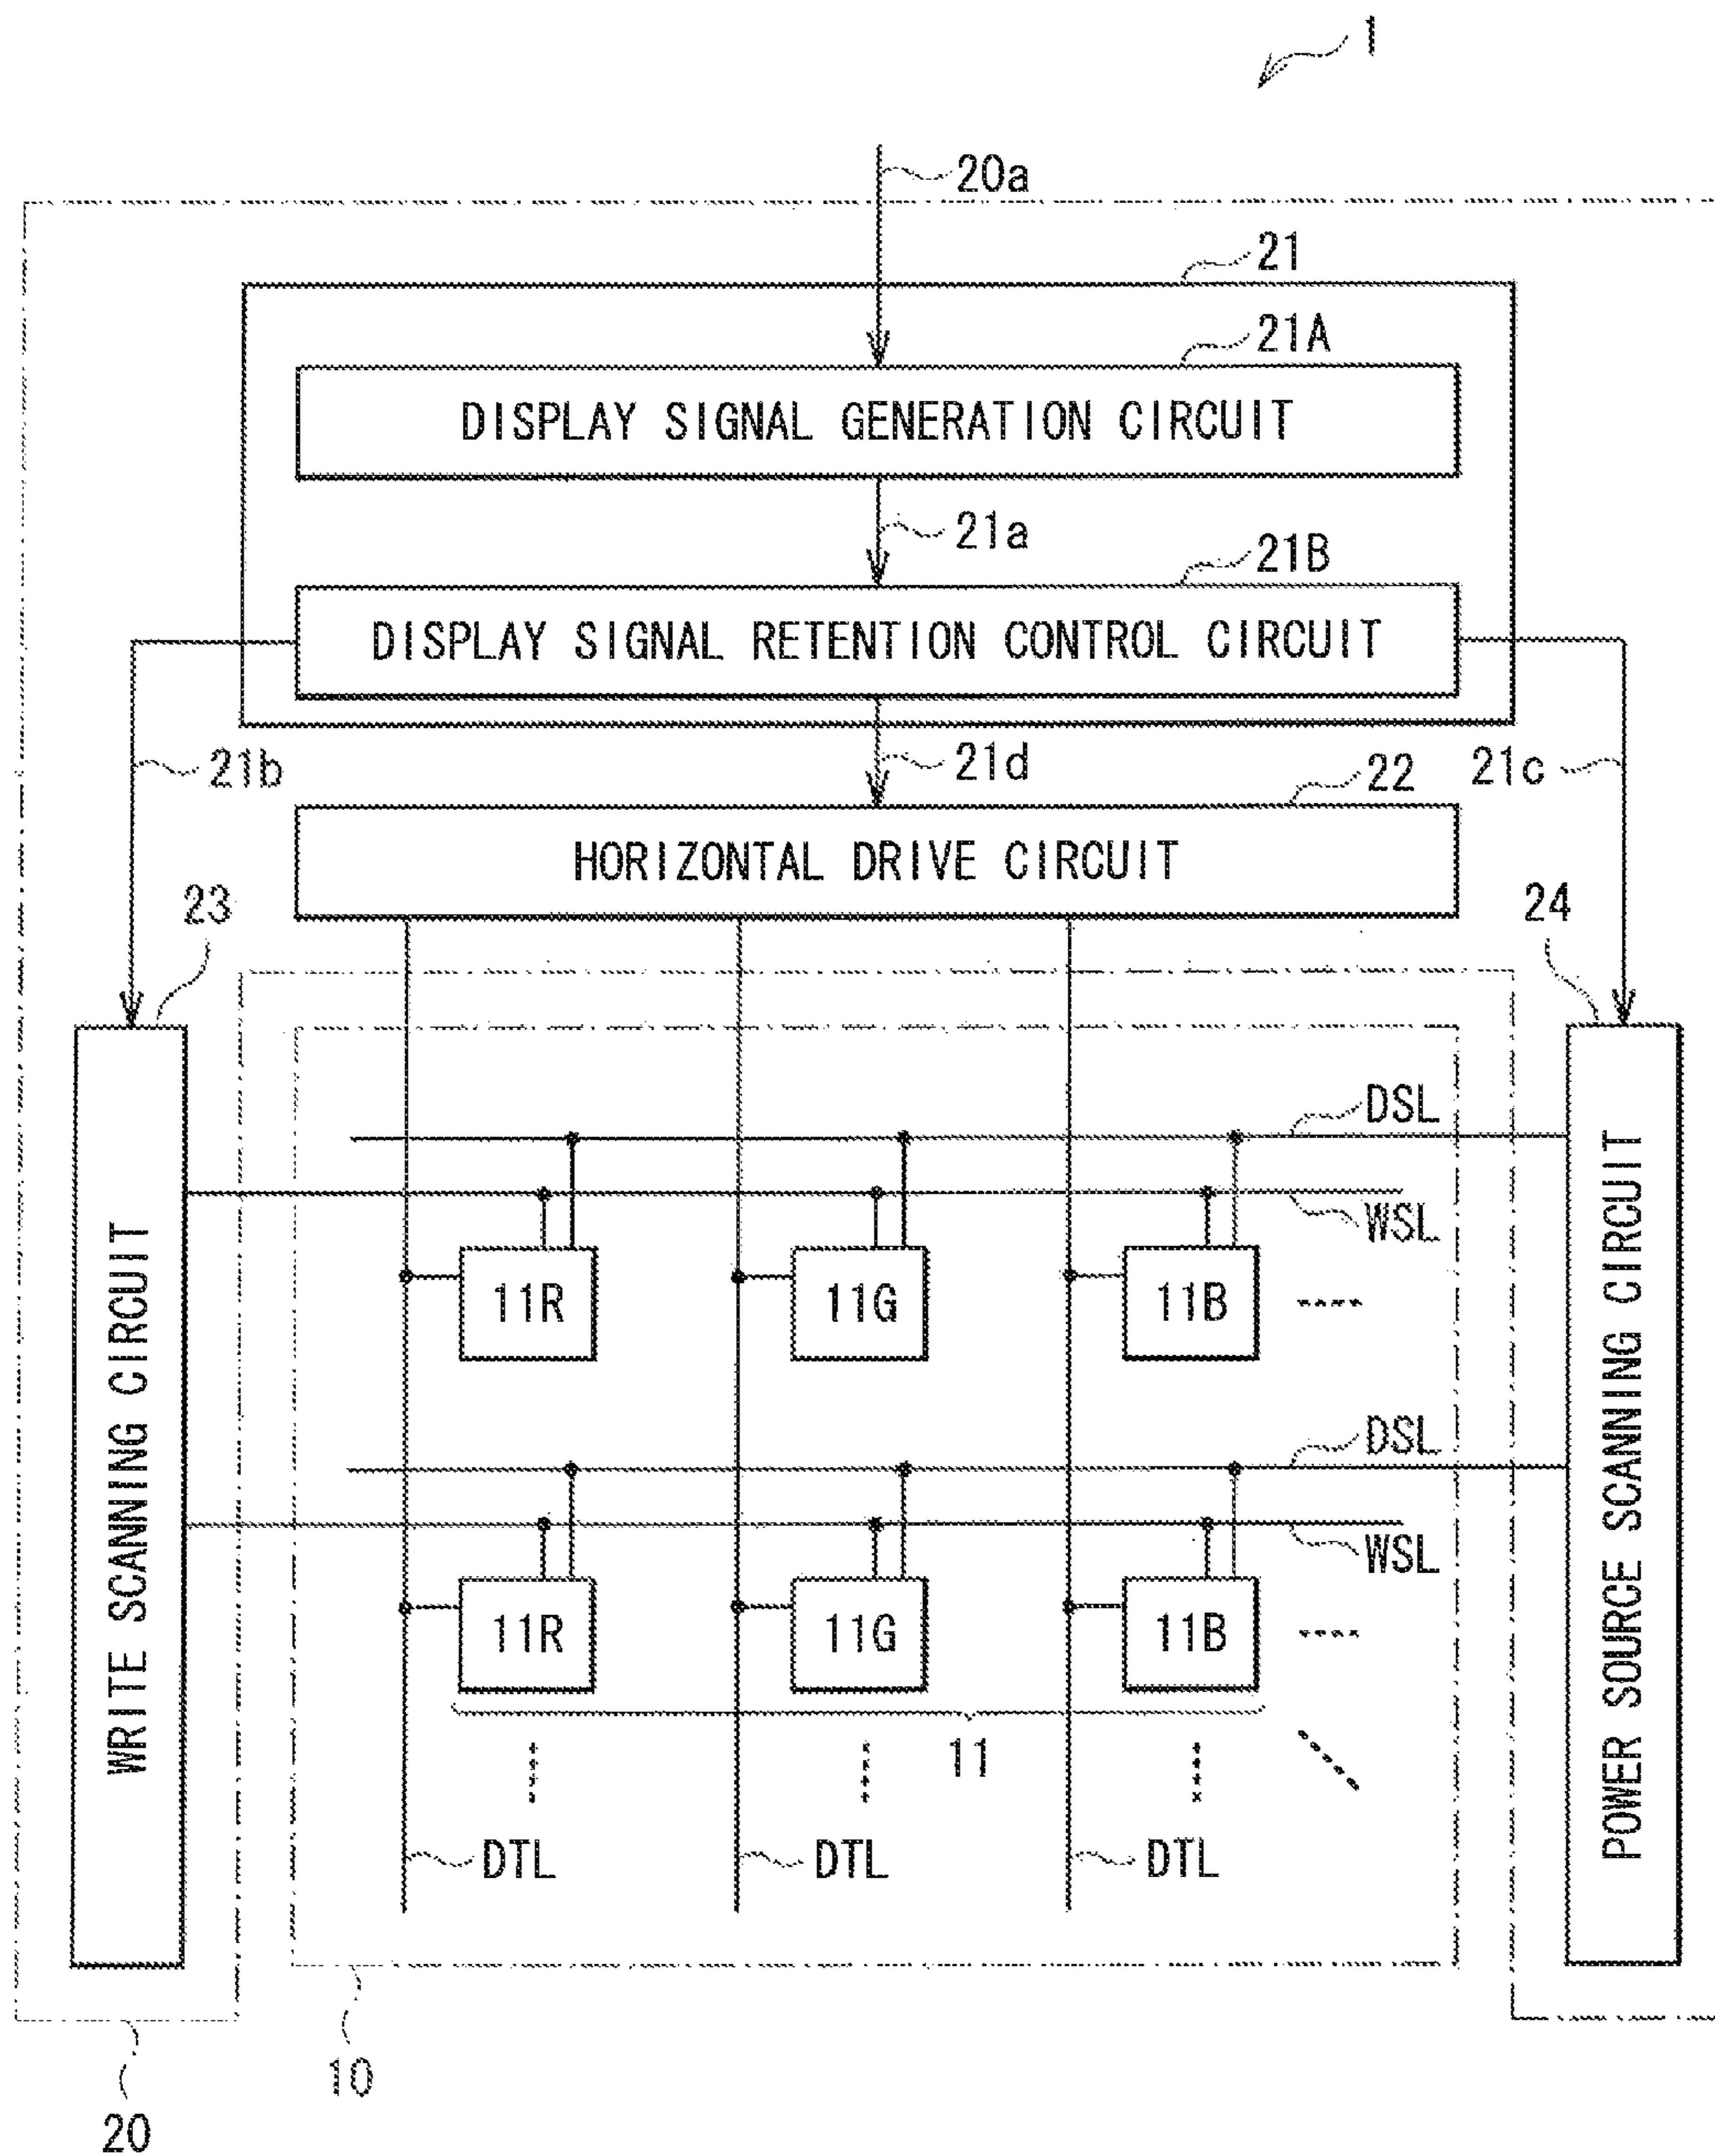 1
20a
21
21A
DISPLAY SIGNAL GENERATION CIRCUIT
21a
21B
DISPLAY SIGNAL RETENTION CONTROL CIRCUIT
21b
21d
21c
22
HORIZONTAL DRIVE CIRCUIT
23
24
WRITE SCANNING CIRCUIT
POWER SOURCE SCANNING CIRCUIT
DSL
WSL
11R 11G 11B
DSL
WSL
11R 11G 11B
11
DTL DTL DTL
10
20